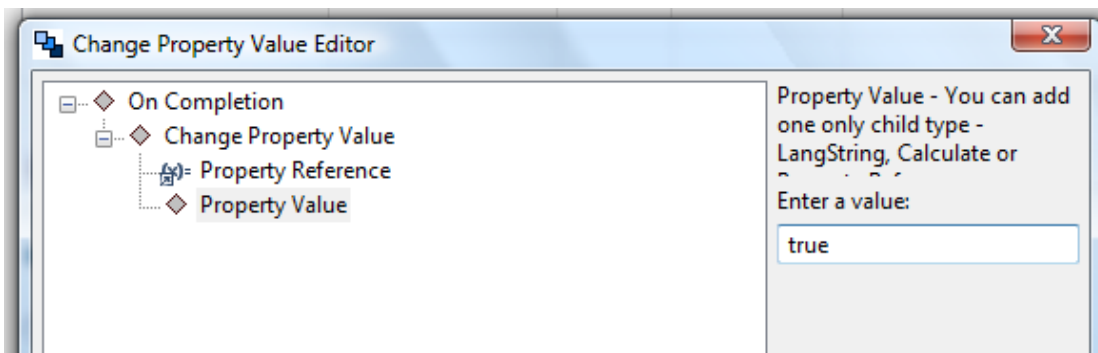 Change Property Value Editor
On Completion
Change Property Value
Property Reference
Property Value
Property Value - You can add
one only child type -
LangString, Calculate or
Enter a value:
true